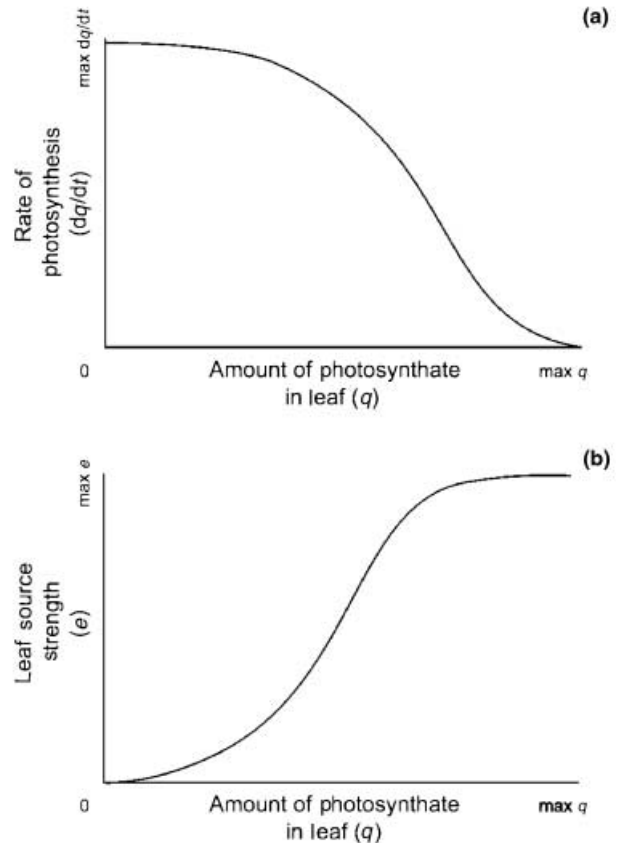 (a)
max dq/dt
Rate of
photosynthesis
(dq/dt)
0
Amount of photosynthate
in leaf (q)
max q
(b)
max e
Leaf source
strength
(e)
0
Amount of photosynthate
in leaf (q)
max q